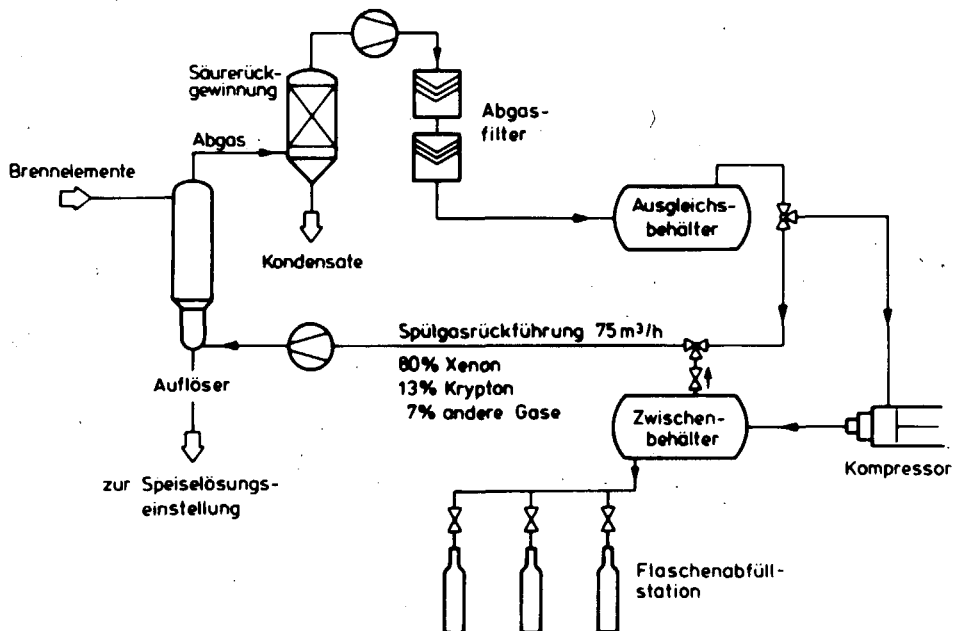 Säurerück-
gewinnung
Abgas-
filter
Abgas
Brennelemente
Ausgleichs-
behälter
Kondensate
Spülgasrückführung 75 m³/h
80% Xenon
13% Krypton
7% andere Gase
Auflöser
Zwischen-
behälter
Kompressor
zur Speiselösungs-
einstellung
Flaschenabfüll-
station